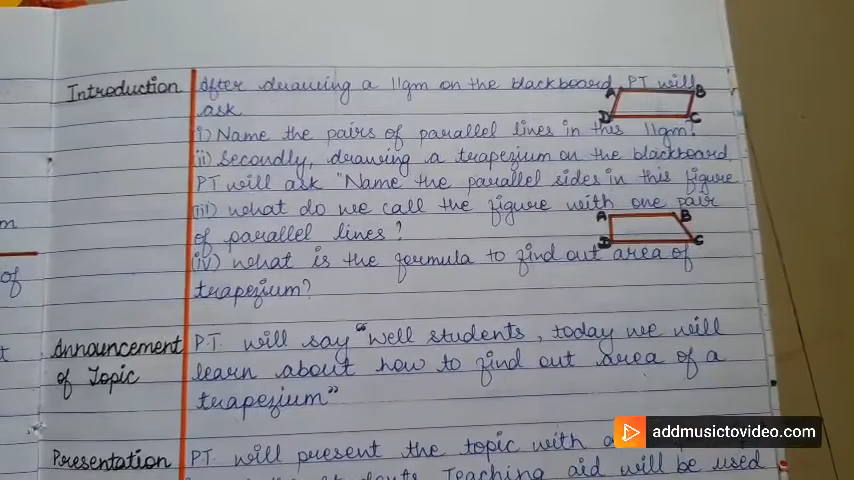 Introduction
After drawing a 11gm on the blackboard, PT will
ask
A B
D C
i) Name the pairs of parallel lines in this 11gm?
ii) Secondly, drawing a trapezium on the blackboard
PT will ask "Name the parallel sides in this figure
iii) what do we call the figure with one pair
of parallel lines?
A B
D C
iv) what is the formula to find out area of
trapezium?
Announcement
of Topic
P.T. will say "Well students, today we will
learn about how to find out area of a
trapezium"
Presentation
P.T. will present the topic with a
Teaching aid will be used
m
of
t
addmusictovideo.com